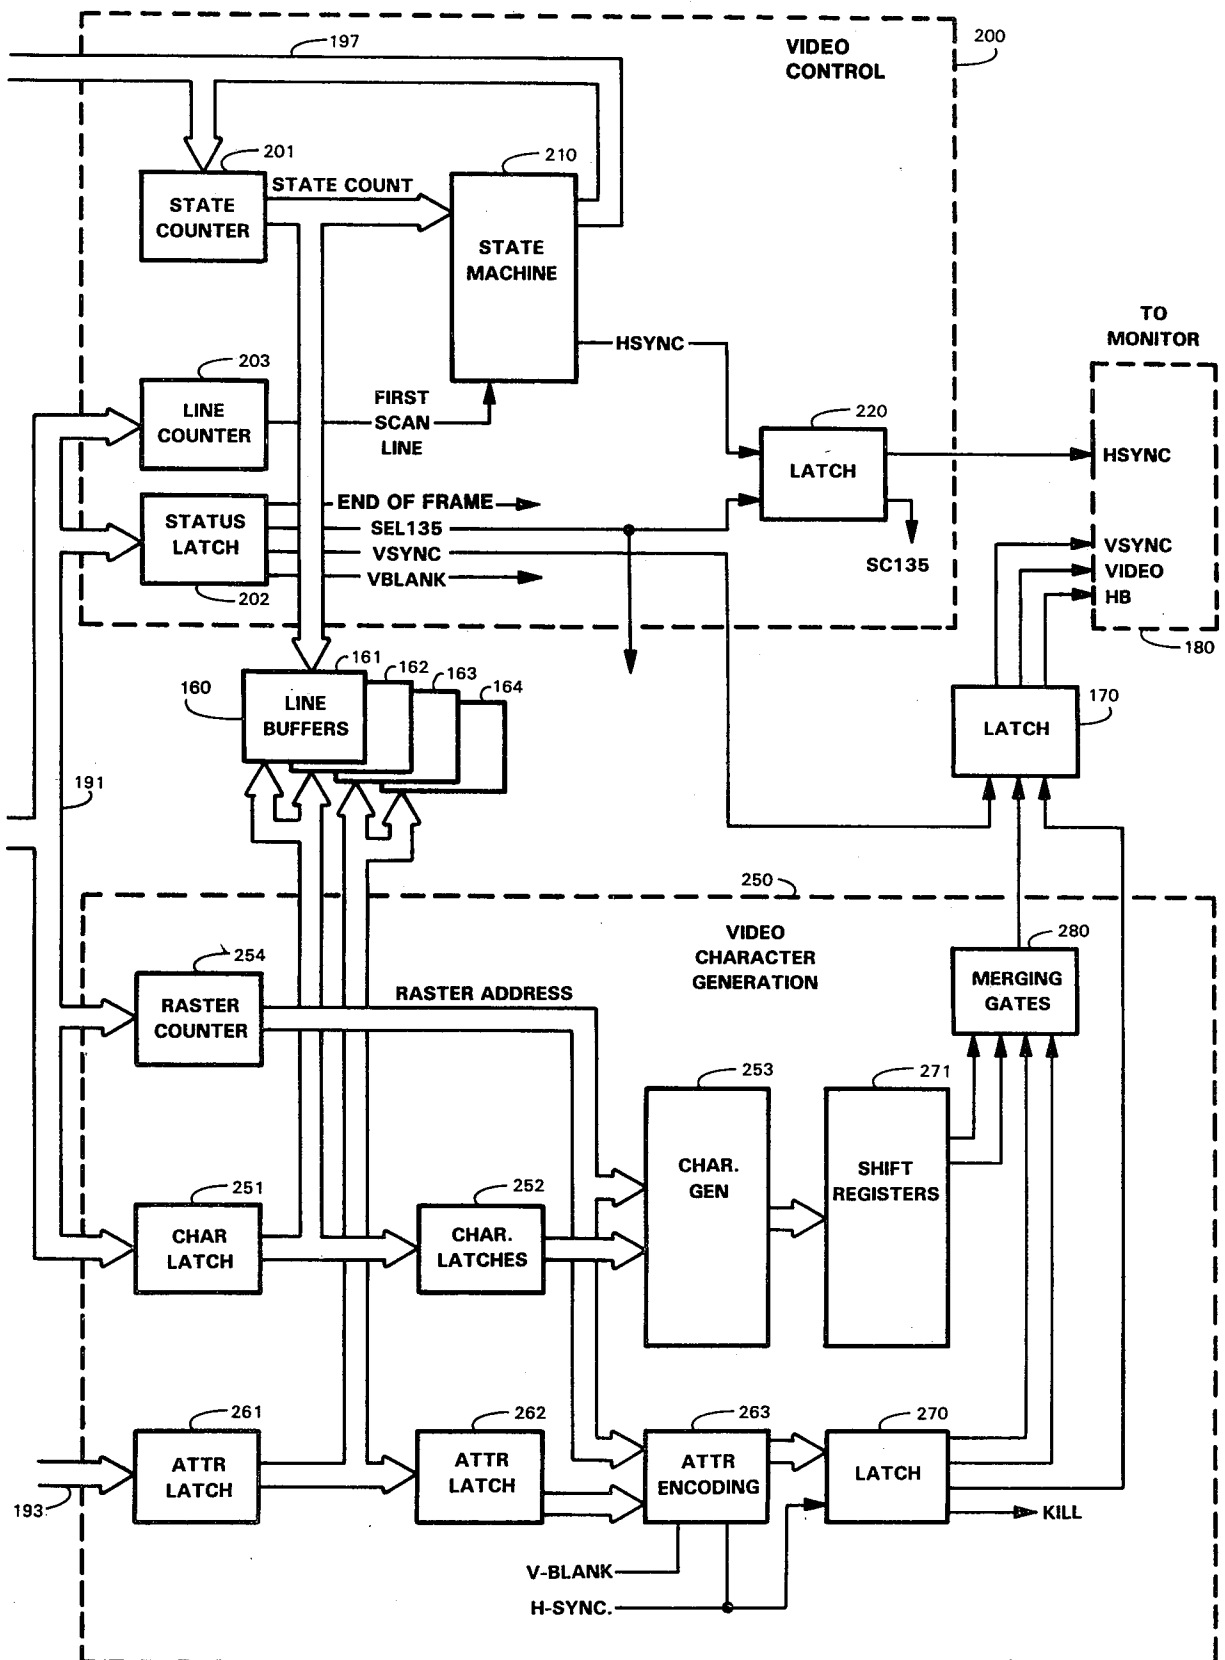 197
VIDEO
CONTROL
200
201
STATE COUNT
210
STATE
COUNTER
STATE
MACHINE
TO
MONITOR
HSYNC
203
LINE
COUNTER
FIRST
SCAN
LINE
220
LATCH
HSYNC
STATUS
LATCH
END OF FRAME
SEL135
VSYNC
VBLANK
202
SC135
VSYNC
VIDEO
HB
180
160
161
162
163
164
LINE
BUFFERS
170
LATCH
191
250
VIDEO
CHARACTER
GENERATION
254
RASTER
COUNTER
RASTER ADDRESS
280
MERGING
GATES
253
CHAR.
GEN
271
SHIFT
REGISTERS
251
CHAR
LATCH
252
CHAR.
LATCHES
261
ATTR
LATCH
262
ATTR
LATCH
263
ATTR
ENCODING
270
LATCH
193
KILL
V-BLANK
H-SYNC.